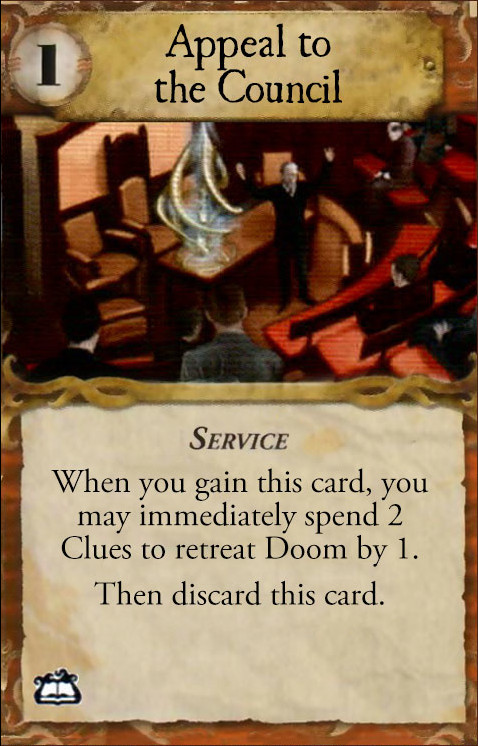 1
Appeal to
the Council
SERVICE
When you gain this card, you
may immediately spend 2
Clues to retreat Doom by 1.
Then discard this card.